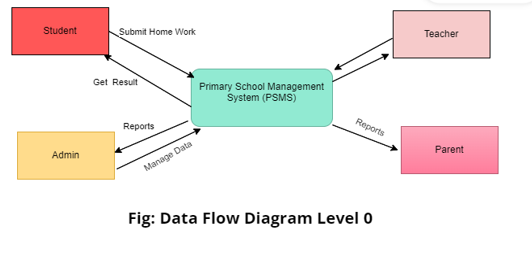 Student
Submit Home Work
Teacher
Get Result
Primary School Management
System (PSMS)
Reports
Reports
Admin
Manage Data
Parent
Fig: Data Flow Diagram Level 0